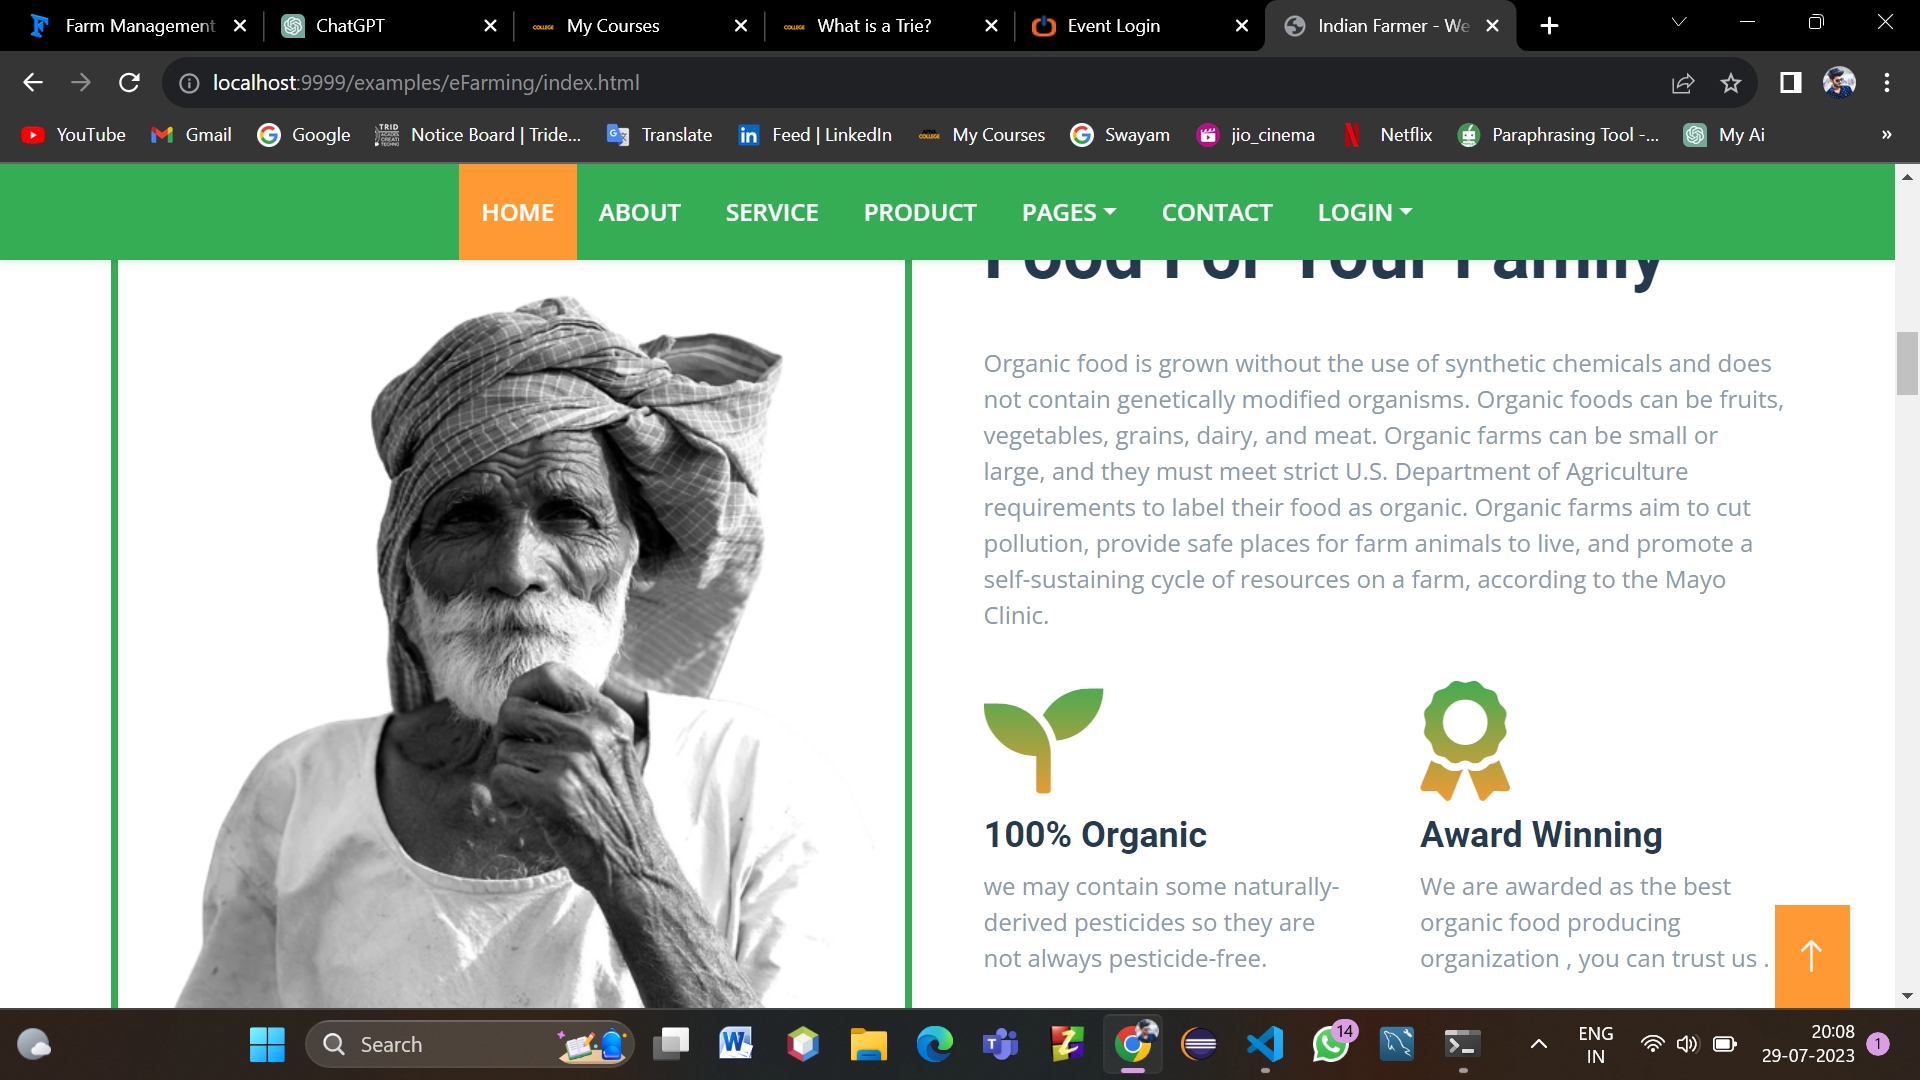 Farm Management
ChatGPT
My Courses
What is a Trie?
Event Login
Indian Farmer - We
localhost:9999/examples/eFarming/index.html
YouTube
Gmail
Google
Notice Board | Tride...
Translate
Feed | LinkedIn
My Courses
Swayam
jio_cinema
Netflix
Paraphrasing Tool -...
My Ai
»
HOME
ABOUT
SERVICE
PRODUCT
PAGES
CONTACT
LOGIN
Food For Your Family
Organic food is grown without the use of synthetic chemicals and does
not contain genetically modified organisms. Organic foods can be fruits,
vegetables, grains, dairy, and meat. Organic farms can be small or
large, and they must meet strict U.S. Department of Agriculture
requirements to label their food as organic. Organic farms aim to cut
pollution, provide safe places for farm animals to live, and promote a
self-sustaining cycle of resources on a farm, according to the Mayo
Clinic.
100% Organic
we may contain some naturally-
derived pesticides so they are
not always pesticide-free.
Award Winning
We are awarded as the best
organic food producing
organization , you can trust us .
Search
14
ENG
IN
20:08
29-07-2023
1